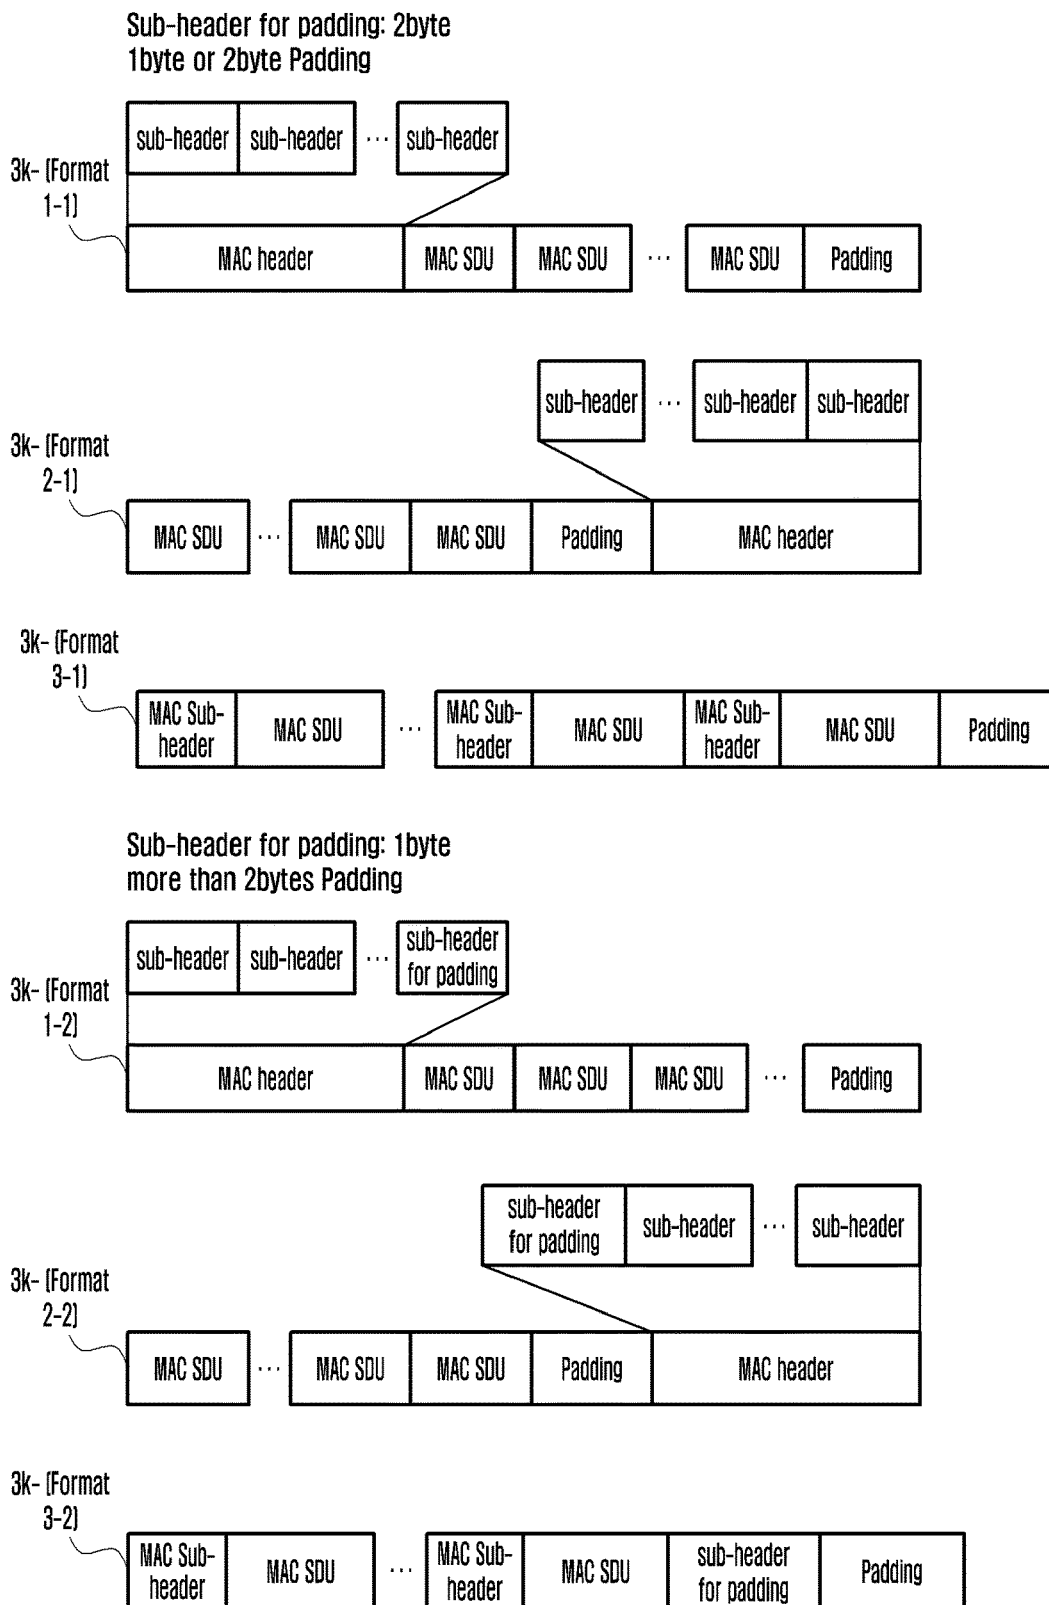 Sub-header for padding: 2byte
1byte or 2byte Padding
sub-header sub-header ... sub-header
3k- (Format
1-1)
MAC header MAC SDU MAC SDU ... MAC SDU Padding
sub-header ... sub-header sub-header
3k- (Format
2-1)
MAC SDU ... MAC SDU MAC SDU Padding MAC header
3k- (Format
3-1)
MAC Sub-
header
MAC SDU
...
MAC Sub-
header
MAC SDU
MAC Sub-
header
MAC SDU
Padding
Sub-header for padding: 1byte
more than 2bytes Padding
sub-header sub-header ...
sub-header
for padding
3k- (Format
1-2)
MAC header MAC SDU MAC SDU MAC SDU ... Padding
sub-header
for padding
sub-header ... sub-header
3k- (Format
2-2)
MAC SDU ... MAC SDU MAC SDU Padding MAC header
3k- (Format
3-2)
MAC Sub-
header
MAC SDU
...
MAC Sub-
header
MAC SDU
sub-header
for padding
Padding